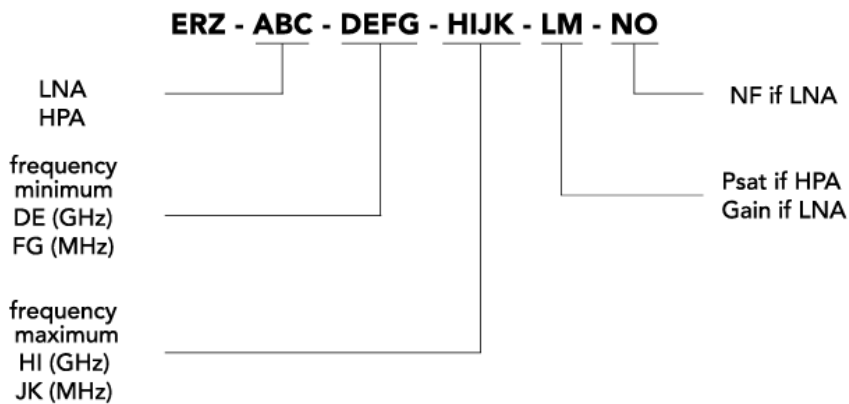 ERZ - ABC - DEFG - HIJK - LM - NO
LNA
HPA
NF if LNA
frequency
minimum
DE (GHz)
FG (MHz)
Psat if HPA
Gain if LNA
frequency
maximum
HI (GHz)
JK (MHz)